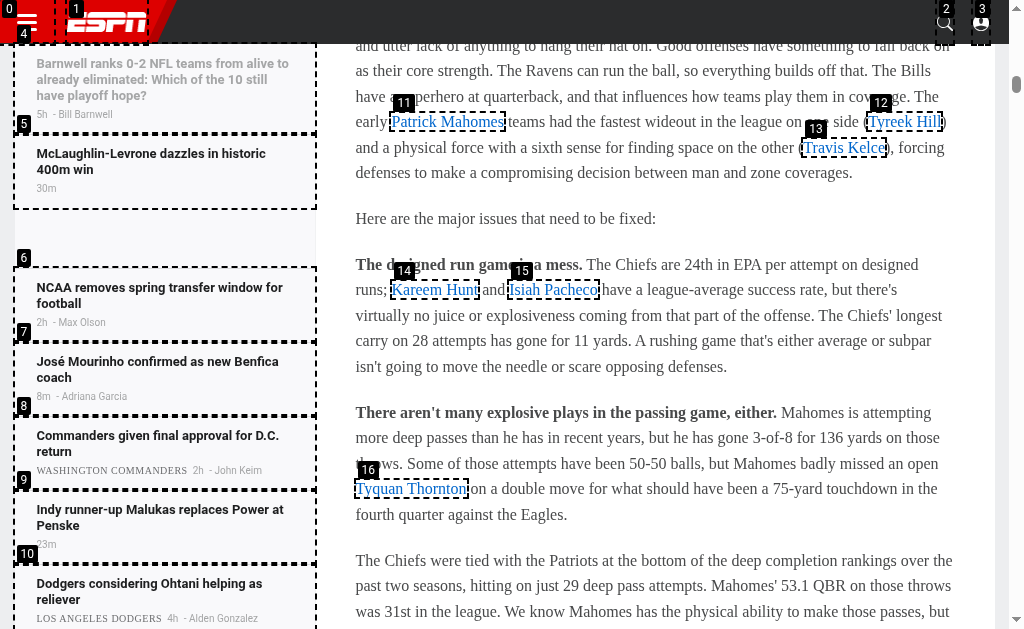 0
1
ESPN
2
3
4
Barnwell ranks 0-2 NFL teams from alive to
already eliminated: Which of the 10 still
have playoff hope?
5h - Bill Barnwell
5
McLaughlin-Levrone dazzles in historic
400m win
30m
6
NCAA removes spring transfer window for
football
2h - Max Olson
7
José Mourinho confirmed as new Benfica
coach
8m - Adriana Garcia
8
Commanders given final approval for D.C.
return
WASHINGTON COMMANDERS 2h - John Keim
9
Indy runner-up Malukas replaces Power at
Penske
23m
10
Dodgers considering Ohtani helping as
reliever
LOS ANGELES DODGERS 4h - Alden Gonzalez
and utter lack of anything to hang their hat on. Good offenses have something to fall back on
as their core strength. The Ravens can run the ball, so everything builds off that. The Bills
have a superhero at quarterback, and that influences how teams play them in coverage. The
11
12
early Patrick Mahomes teams had the fastest wideout in the league on one side (Tyreek Hill)
13
and a physical force with a sixth sense for finding space on the other (Travis Kelce), forcing
defenses to make a compromising decision between man and zone coverages.
Here are the major issues that need to be fixed:
The designed run game is a mess. The Chiefs are 24th in EPA per attempt on designed
14
15
runs; Kareem Hunt and Isiah Pacheco have a league-average success rate, but there's
virtually no juice or explosiveness coming from that part of the offense. The Chiefs' longest
carry on 28 attempts has gone for 11 yards. A rushing game that's either average or subpar
isn't going to move the needle or scare opposing defenses.
There aren't many explosive plays in the passing game, either. Mahomes is attempting
more deep passes than he has in recent years, but he has gone 3-of-8 for 136 yards on those
throws. Some of those attempts have been 50-50 balls, but Mahomes badly missed an open
16
Tyquan Thornton on a double move for what should have been a 75-yard touchdown in the
fourth quarter against the Eagles.
The Chiefs were tied with the Patriots at the bottom of the deep completion rankings over the
past two seasons, hitting on just 29 deep pass attempts. Mahomes' 53.1 QBR on those throws
was 31st in the league. We know Mahomes has the physical ability to make those passes, but